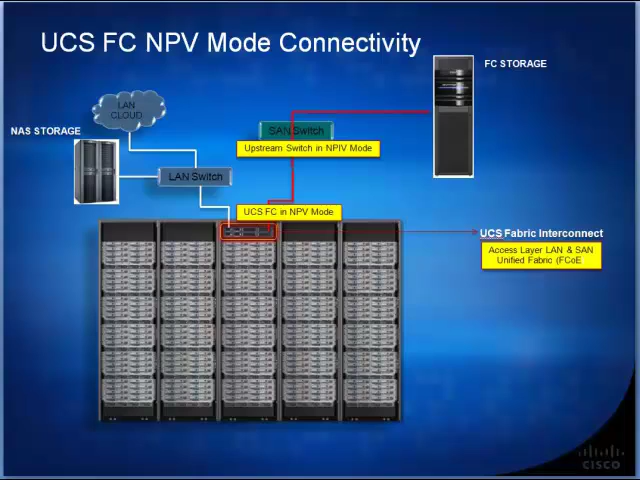 UCS FC NPV Mode Connectivity
FC STORAGE
LAN
CLOUD
NAS STORAGE
SAN Switch
Upstream Switch in NPIV Mode
LAN Switch
UCS FC in NPV Mode
UCS Fabric Interconnect
Access Layer LAN & SAN
Unified Fabric (FCoE
CISCO